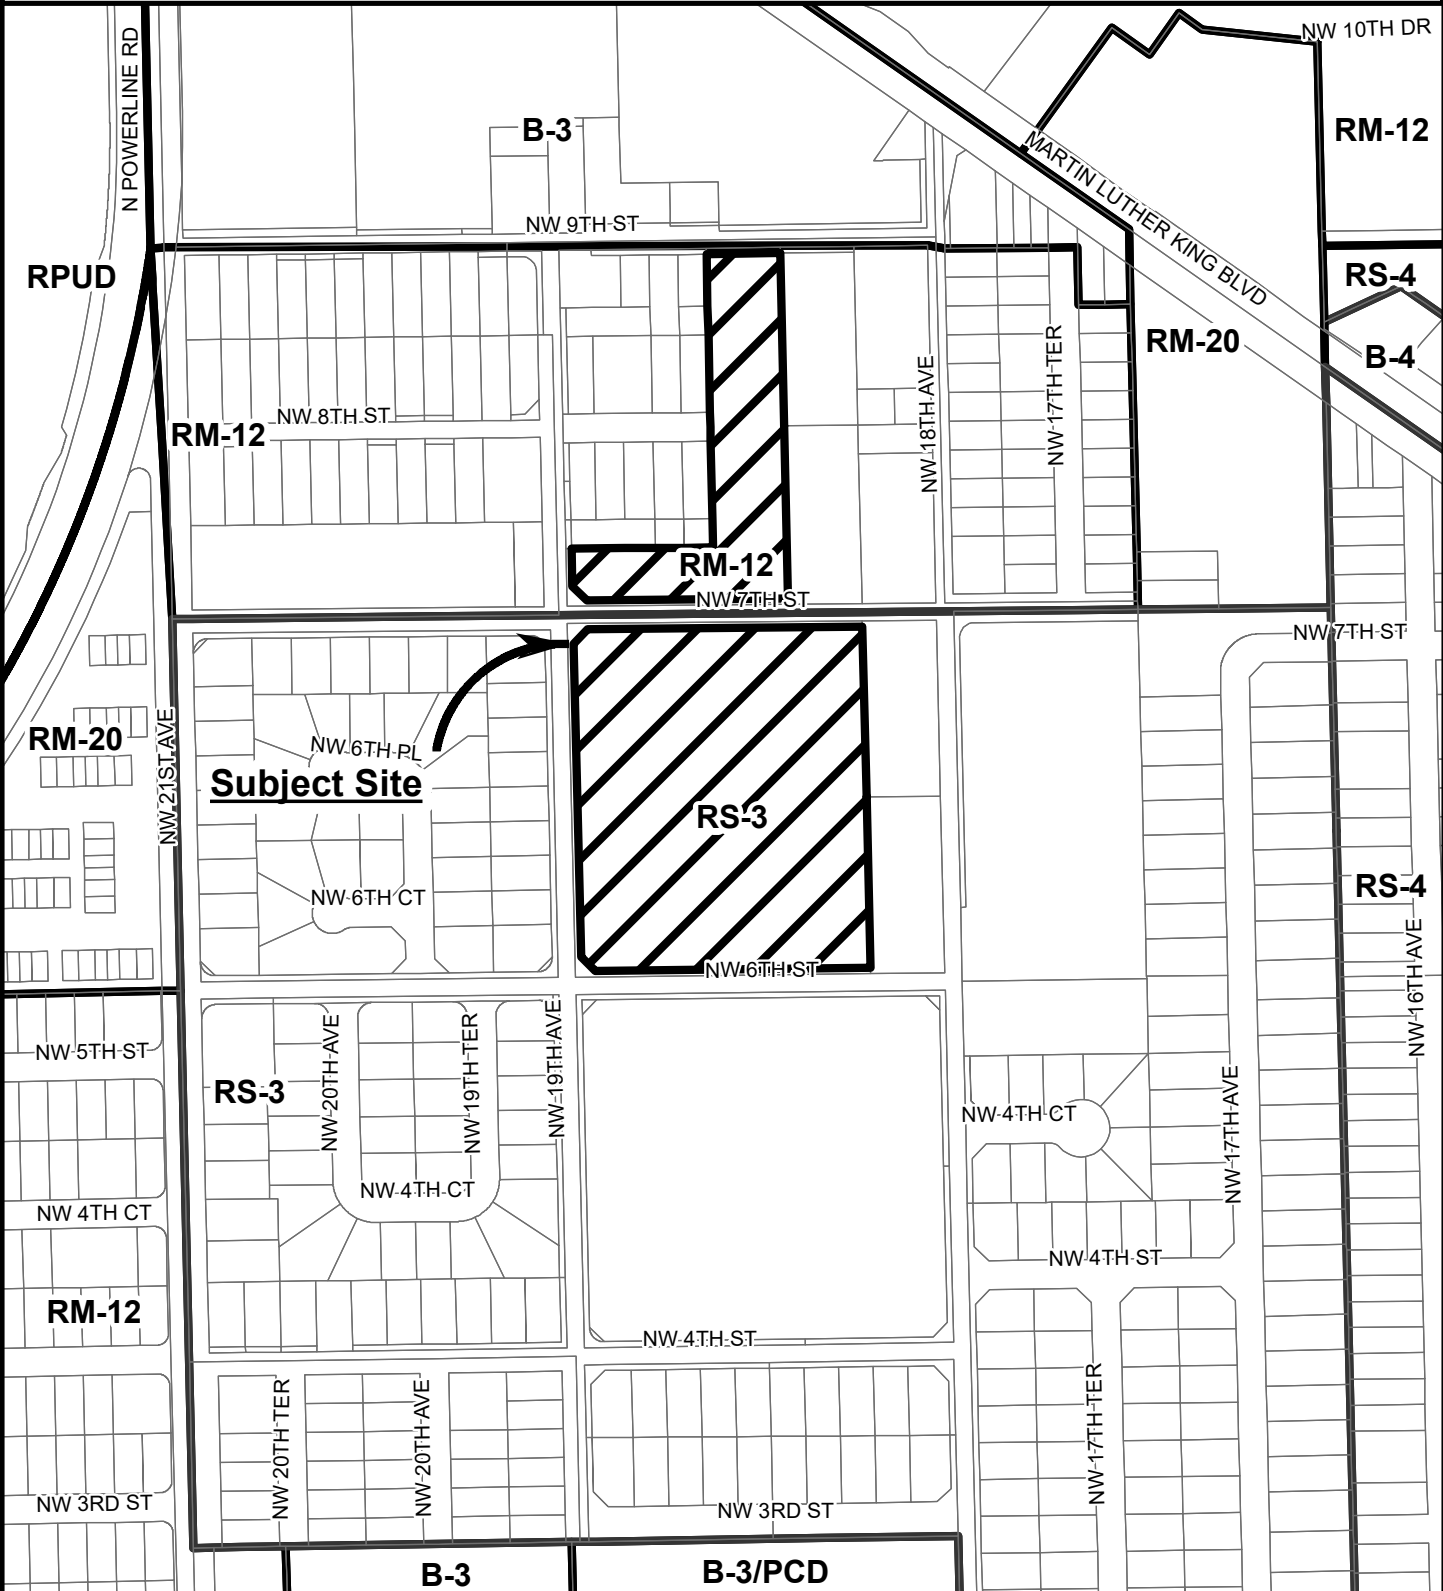 NW 10TH DR
N POWERLINE RD
B-3
RM-12
MARTIN LUTHER KING BLVD
NW 9TH ST
RPUD
RS-4
RM-20
B-4
NW 18TH AVE
NW 17TH TER
NW 8TH ST
RM-12
RM-12
NW 7TH ST
NW 7TH ST
RM-20
NW 21ST AVE
NW 6TH PL
Subject Site
RS-3
NW 6TH CT
RS-4
NW 6TH ST
NW 16TH AVE
NW 5TH ST
RS-3
NW 20TH AVE
NW 19TH TER
NW 19TH AVE
NW 4TH CT
NW 17TH AVE
NW 4TH CT
NW 4TH CT
NW 4TH ST
RM-12
NW 4TH ST
NW 20TH TER
NW 20TH AVE
NW 17TH TER
NW 3RD ST
NW 3RD ST
B-3
B-3/PCD